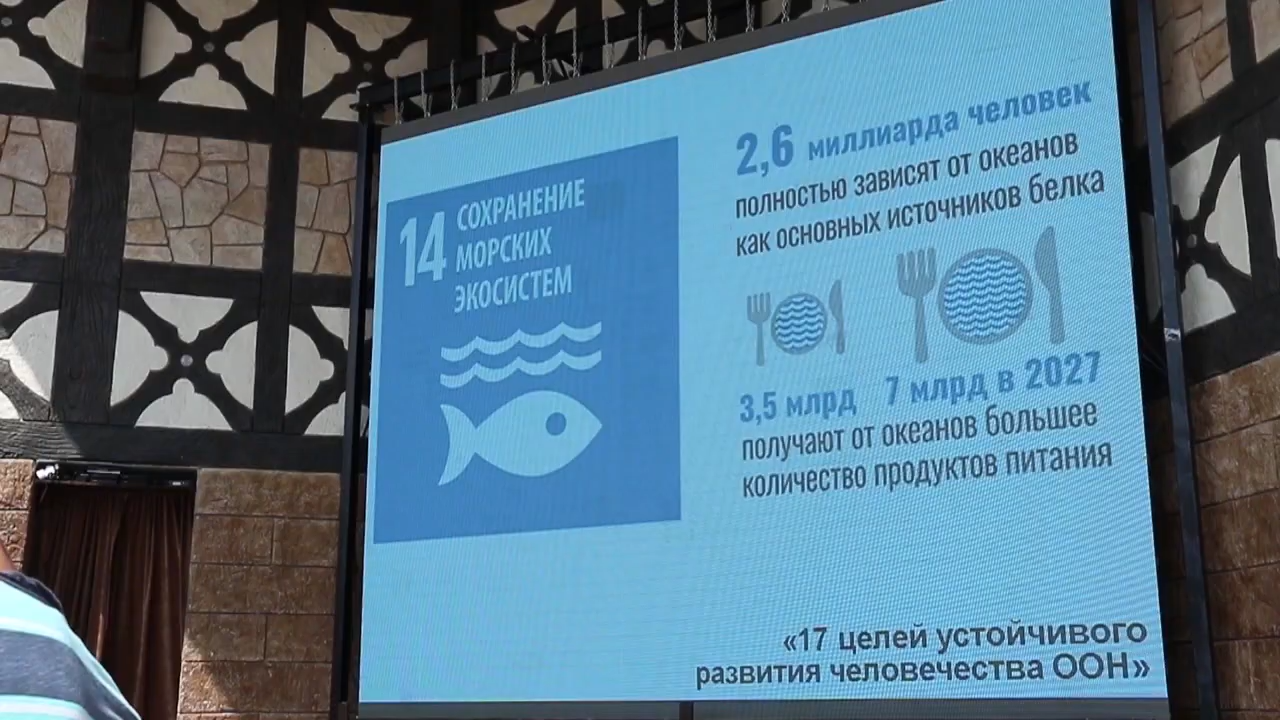 14
СОХРАНЕНИЕ
МОРСКИХ
ЭКОСИСТЕМ
2,6 миллиарда человек
полностью зависят от океанов
как основных источников белка
3,5 млрд 7 млрд в 2027
получают от океанов большее
количество продуктов питания
«17 целей устойчивого
развития человечества ООН»